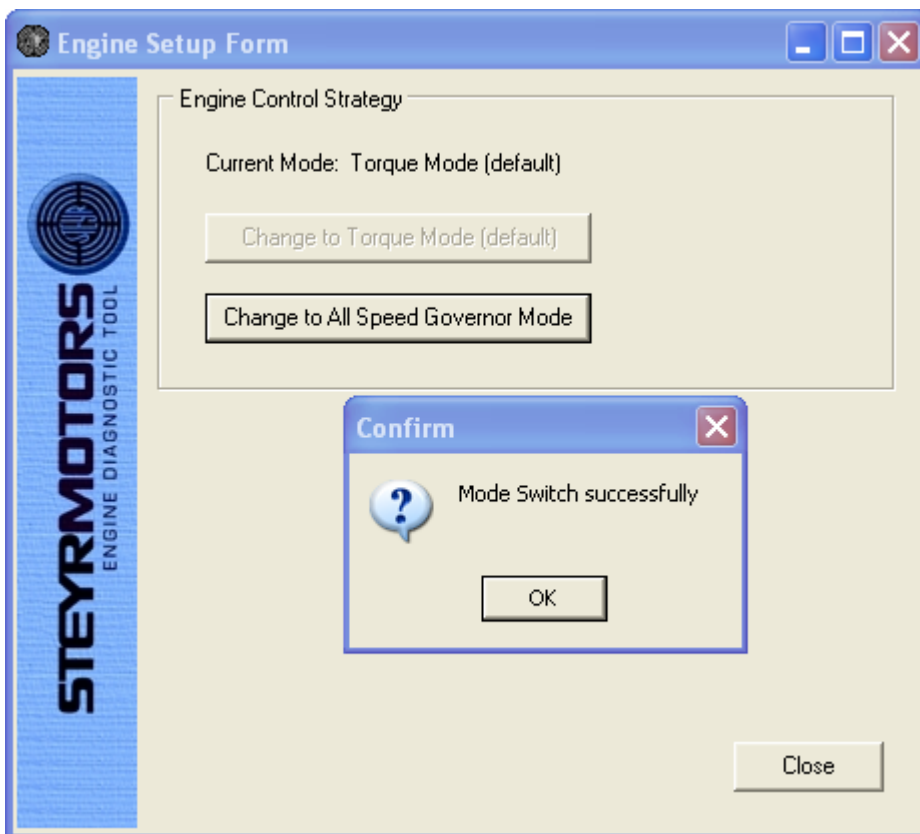 Engine Setup Form
STEYRMOTORS
ENGINE DIAGNOSTIC TOOL
Engine Control Strategy
Current Mode: Torque Mode (default)
Change to Torque Mode (default)
Change to All Speed Governor Mode
Confirm
Mode Switch successfully
OK
Close